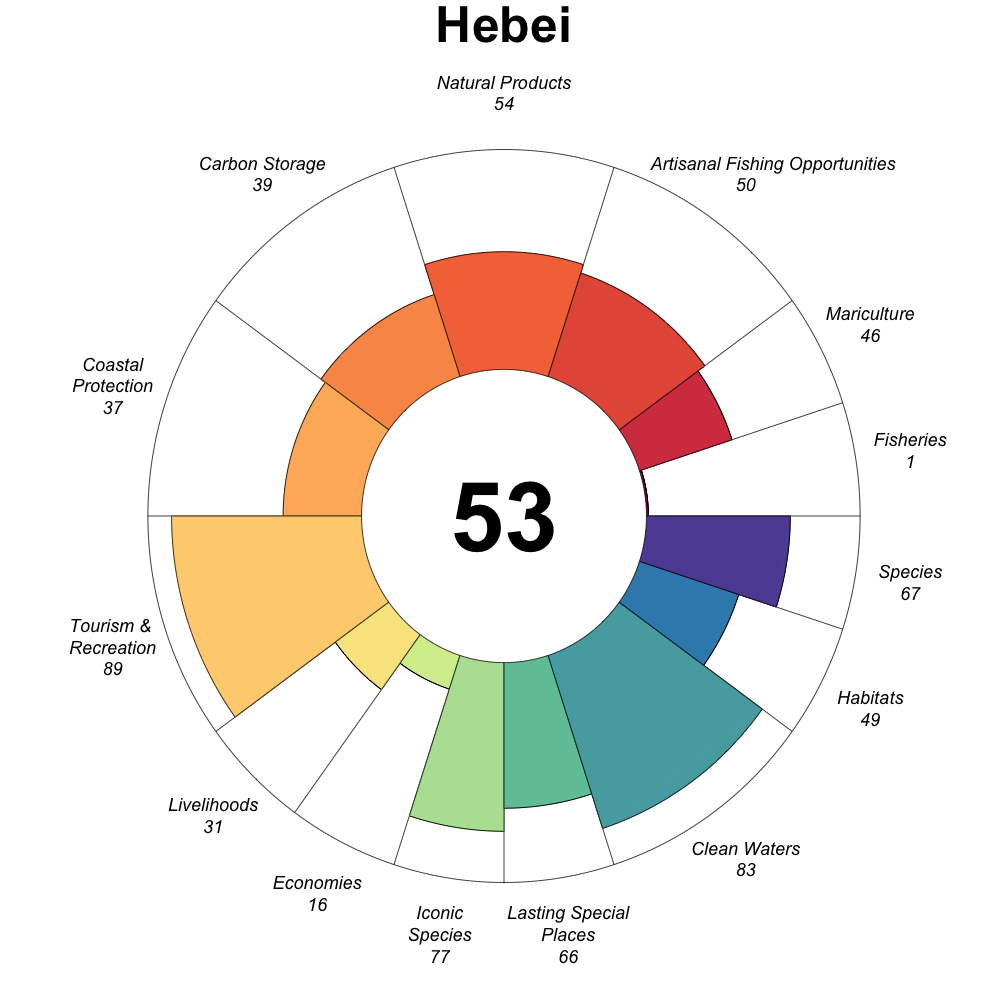 Hebei
Natural Products
54
Artisanal Fishing Opportunities
50
Mariculture
46
Fisheries
1
Species
67
Habitats
49
Clean Waters
83
Lasting Special
Places
66
Iconic
Species
77
Economies
16
Livelihoods
31
Tourism &
Recreation
89
Coastal
Protection
37
Carbon Storage
39
53